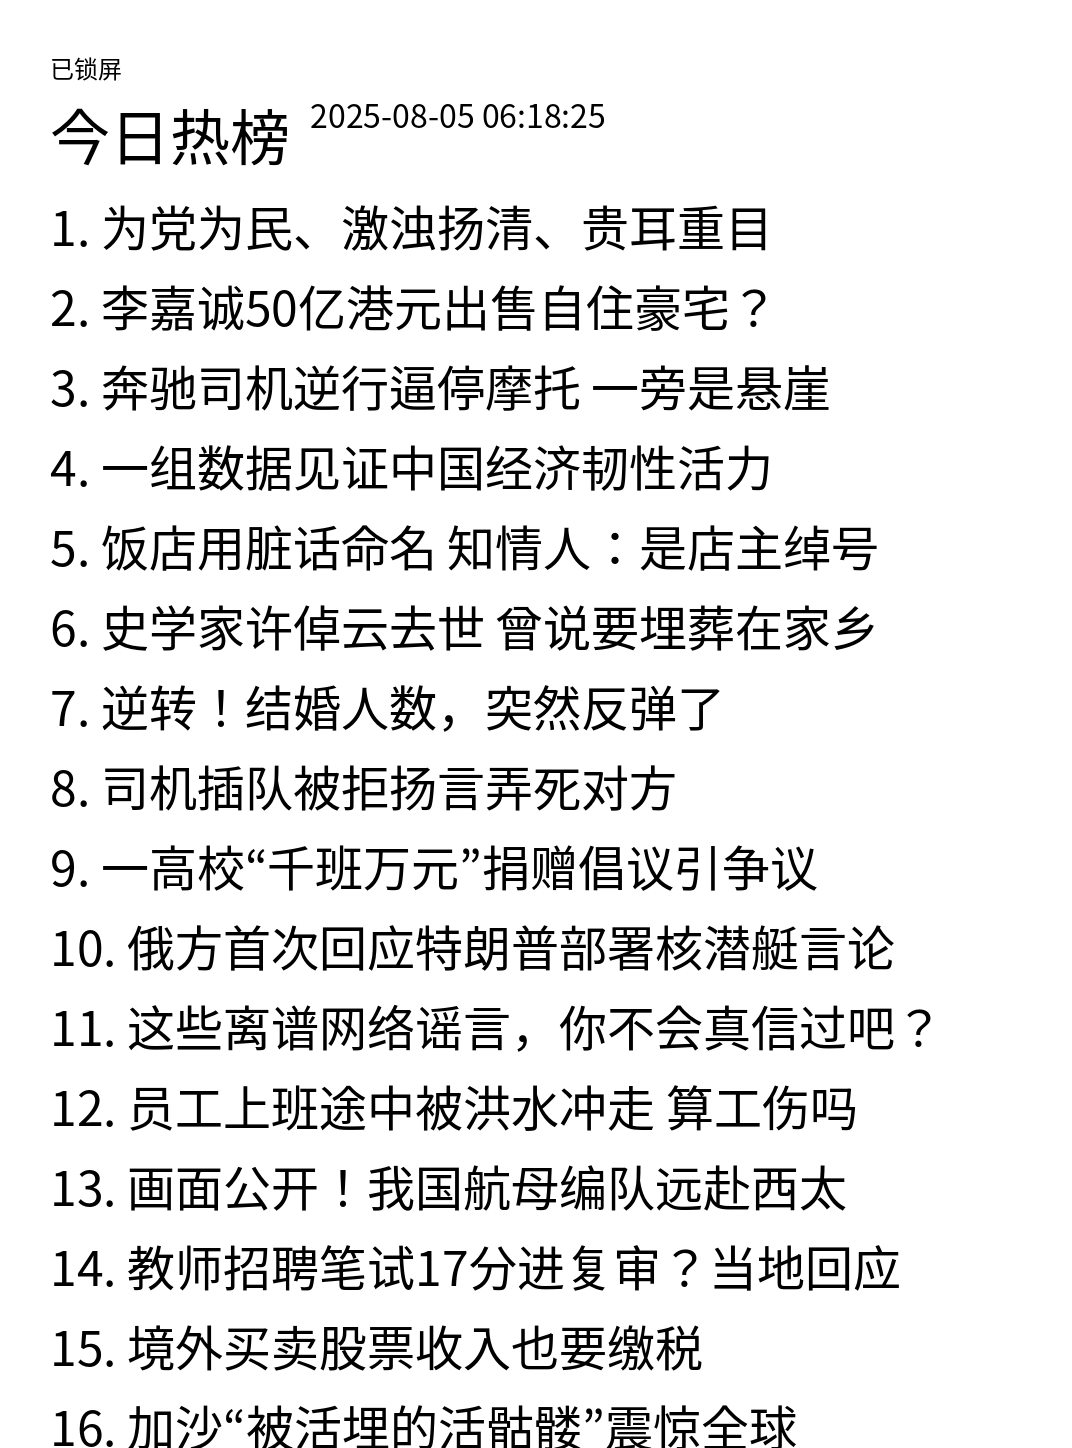 已锁屏
今日热榜 2025-08-05 06:18:25
1. 为党为民、激浊扬清、贵耳重目
2. 李嘉诚50亿港元出售自住豪宅？
3. 奔驰司机逆行逼停摩托 一旁是悬崖
4. 一组数据见证中国经济韧性活力
5. 饭店用脏话命名 知情人：是店主绰号
6. 史学家许倬云去世 曾说要埋葬在家乡
7. 逆转！结婚人数，突然反弹了
8. 司机插队被拒扬言弄死对方
9. 一高校“千班万元”捐赠倡议引争议
10. 俄方首次回应特朗普部署核潜艇言论
11. 这些离谱网络谣言，你不会真信过吧？
12. 员工上班途中被洪水冲走 算工伤吗
13. 画面公开！我国航母编队远赴西太
14. 教师招聘笔试17分进复审？当地回应
15. 境外买卖股票收入也要缴税
16. 加沙“被活埋的活骷髅”震惊全球